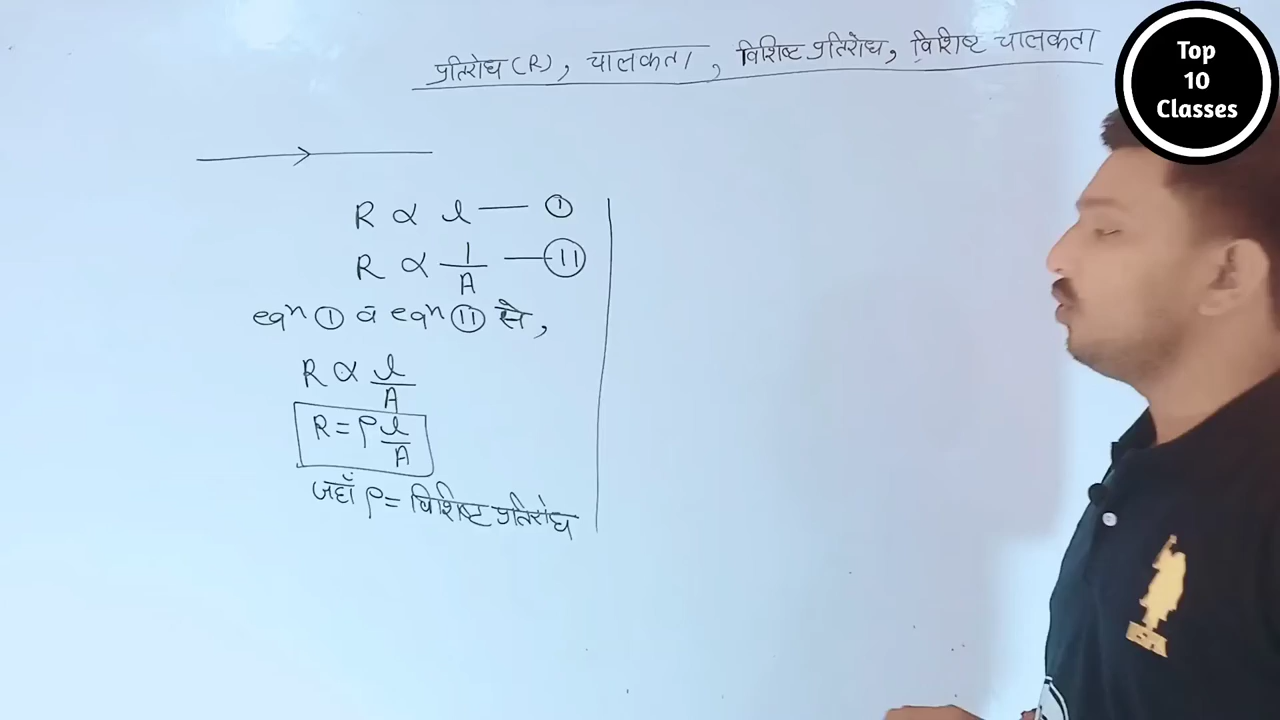 प्रतिरोध (R), चालकता, विशिष्ट प्रतिरोध, विशिष्ट चालकता
Top
10
Classes
R ∝ l — ①
R ∝ 1/A — ⑪
eqn ① व eqn ⑪ से,
R ∝ l/A
R = ρ l/A
जहाँ ρ = विशिष्ट प्रतिरोध